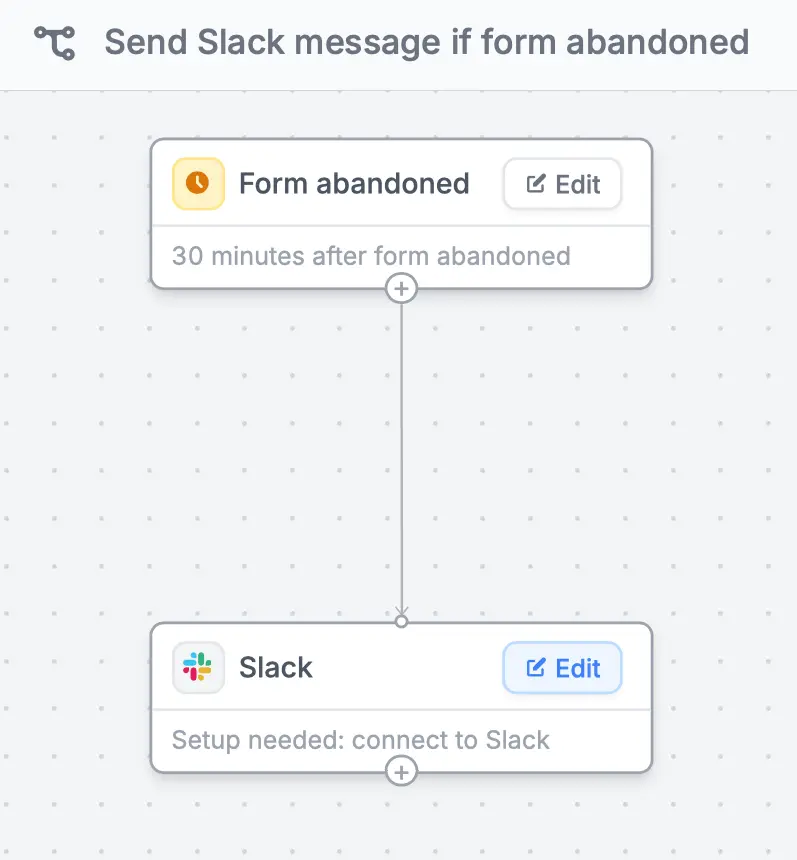 Send Slack message if form abandoned
Form abandoned
Edit
30 minutes after form abandoned
Slack
Edit
Setup needed: connect to Slack